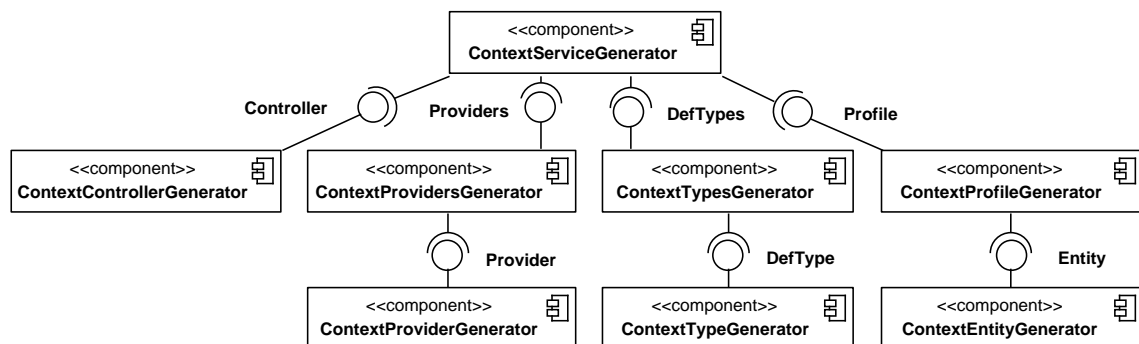 <<component>>
ContextServiceGenerator
Controller
Providers
DefTypes
Profile
<<component>>
ContextControllerGenerator
<<component>>
ContextProvidersGenerator
<<component>>
ContextTypesGenerator
<<component>>
ContextProfileGenerator
Provider
DefType
Entity
<<component>>
ContextProviderGenerator
<<component>>
ContextTypeGenerator
<<component>>
ContextEntityGenerator